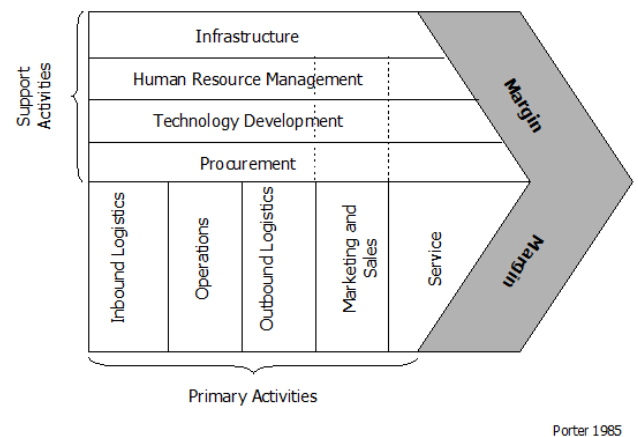 Support
Activities
Infrastructure
Human Resource Management
Technology Development
Procurement
Margin
Inbound Logistics
Operations
Outbound Logistics
Marketing and
Sales
Service
Margin
Primary Activities
Porter 1985